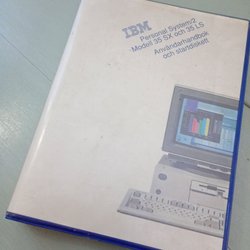 IBM
Personal System/2
Modell 35 SX och 35 LS
Användarhandbok
och startdiskett